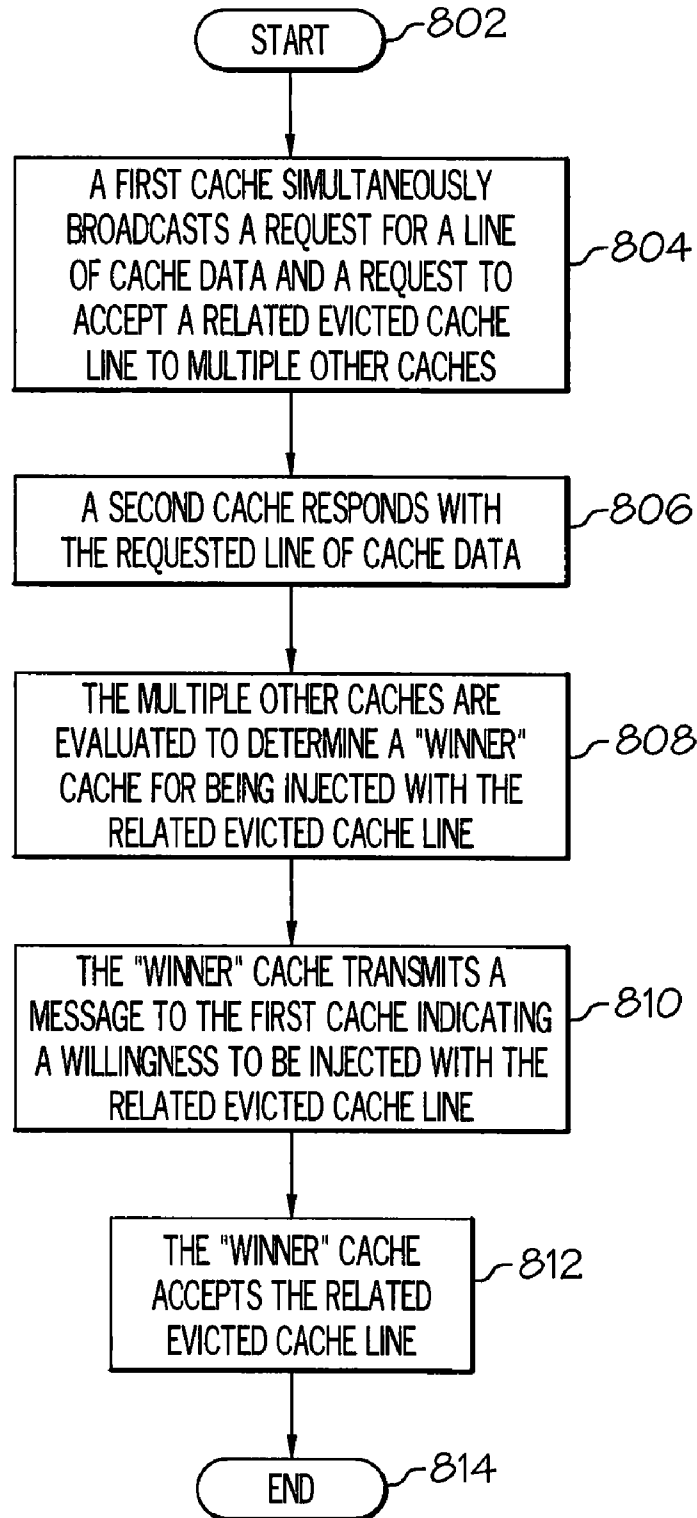 START
802
A FIRST CACHE SIMULTANEOUSLY
BROADCASTS A REQUEST FOR A LINE
OF CACHE DATA AND A REQUEST TO
ACCEPT A RELATED EVICTED CACHE
LINE TO MULTIPLE OTHER CACHES
804
A SECOND CACHE RESPONDS WITH
THE REQUESTED LINE OF CACHE DATA
806
THE MULTIPLE OTHER CACHES ARE
EVALUATED TO DETERMINE A "WINNER"
CACHE FOR BEING INJECTED WITH THE
RELATED EVICTED CACHE LINE
808
THE "WINNER" CACHE TRANSMITS A
MESSAGE TO THE FIRST CACHE INDICATING
A WILLINGNESS TO BE INJECTED WITH THE
RELATED EVICTED CACHE LINE
810
THE "WINNER" CACHE
ACCEPTS THE RELATED
EVICTED CACHE LINE
812
END
814